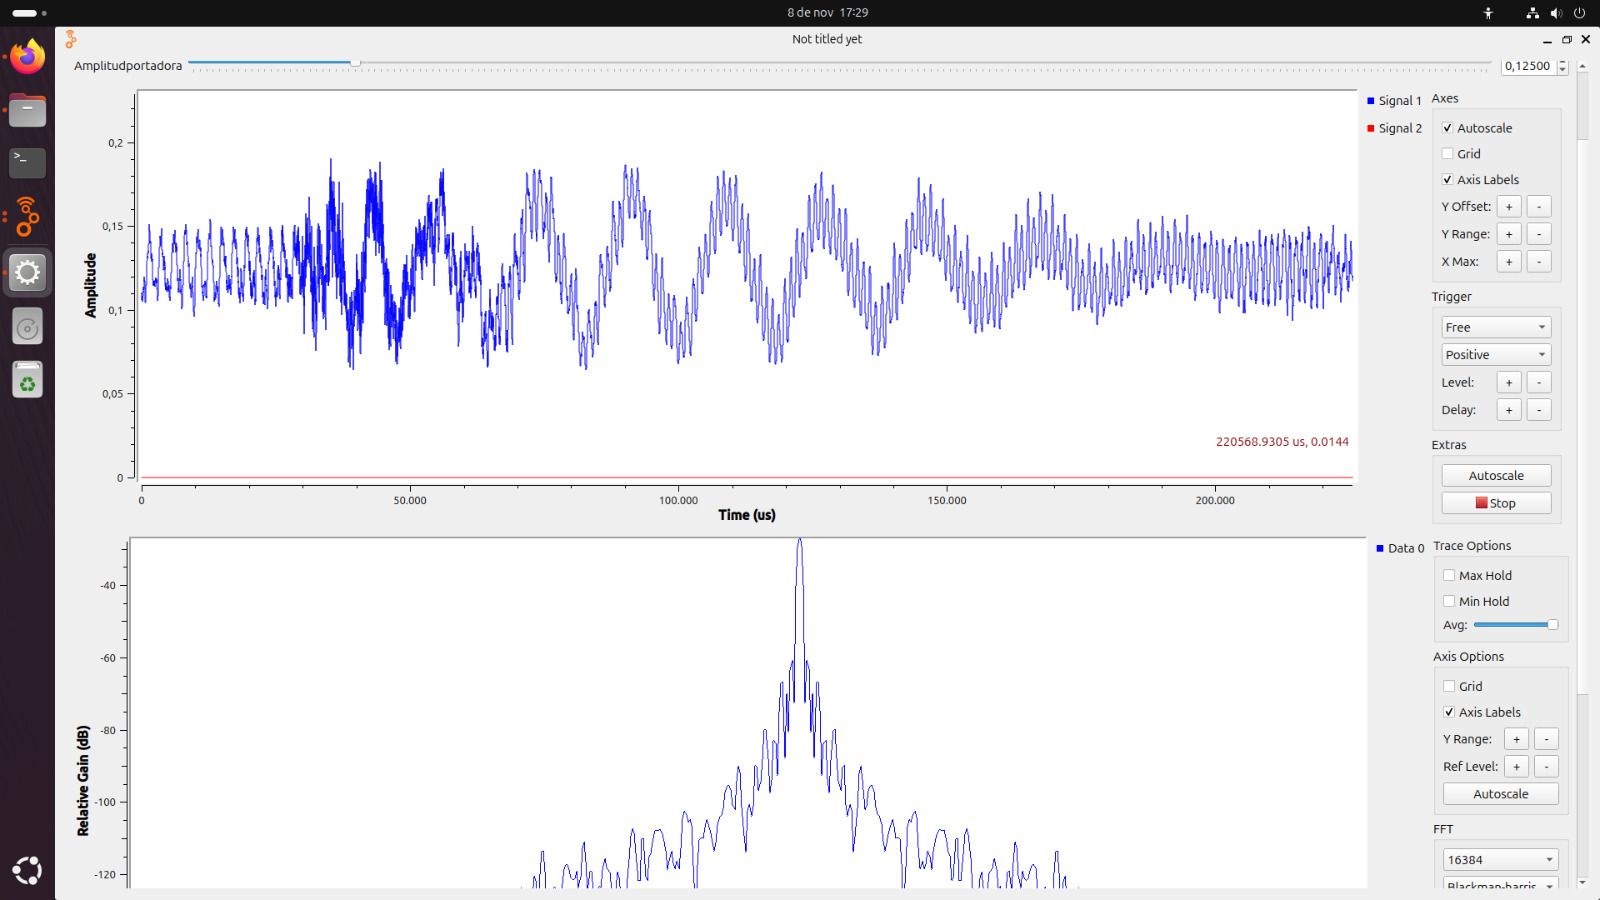 8 de nov 17:29
Not titled yet
Amplitudportadora
0,12500
Signal 1
Signal 2
Axes
Autoscale
Grid
Axis Labels
Y Offset: + -
Y Range: + -
X Max: + -
Trigger
Free
Positive
Level: + -
Delay: + -
Extras
Autoscale
Stop
Amplitude
0,2
0,15
0,1
0,05
0
220568.9305 us, 0.0144
0 50.000 100.000 150.000 200.000
Time (us)
Data 0
Trace Options
Max Hold
Min Hold
Avg:
Axis Options
Grid
Axis Labels
Y Range: + -
Ref Level: + -
Autoscale
FFT
16384
Blackman-harris
Relative Gain (dB)
-40
-60
-80
-100
-120